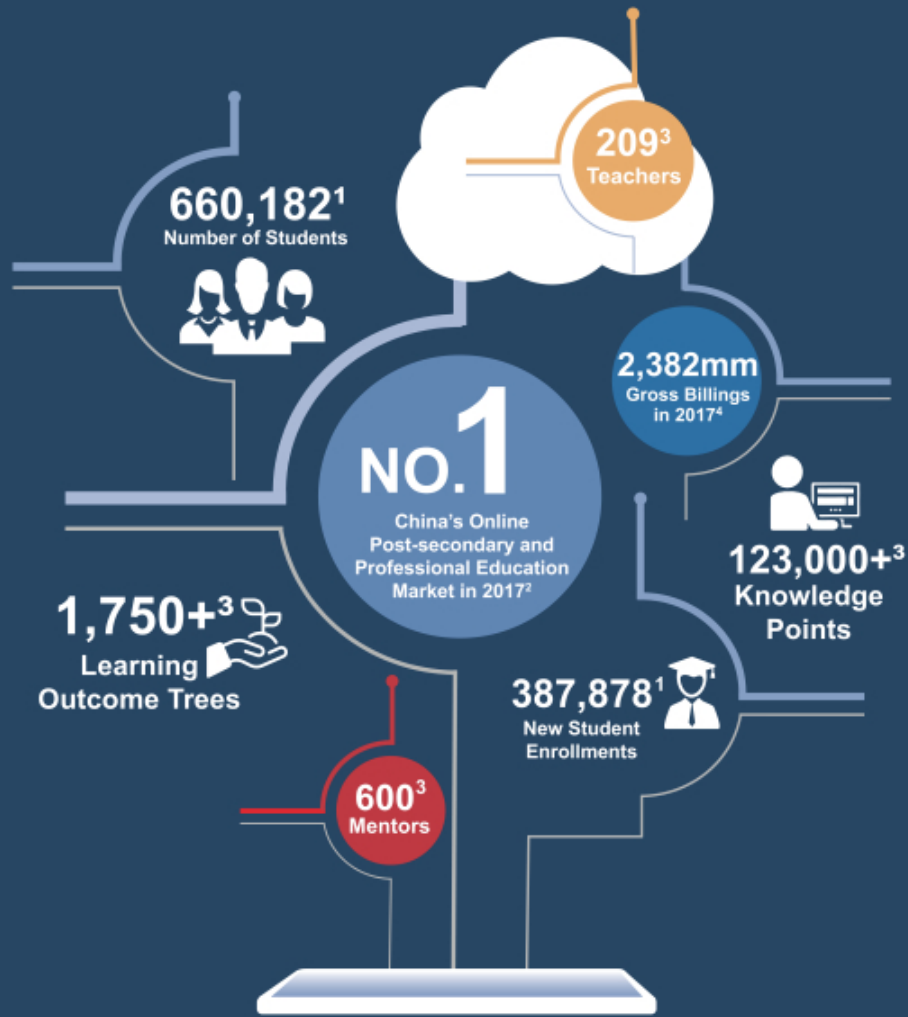 209³
Teachers
660,182¹
Number of Students
2,382mm
Gross Billings
in 2017⁴
NO.1
China's Online
Post-secondary and
Professional Education
Market in 2017²
123,000+³
Knowledge
Points
1,750+³
Learning
Outcome Trees
387,878¹
New Student
Enrollments
600³
Mentors